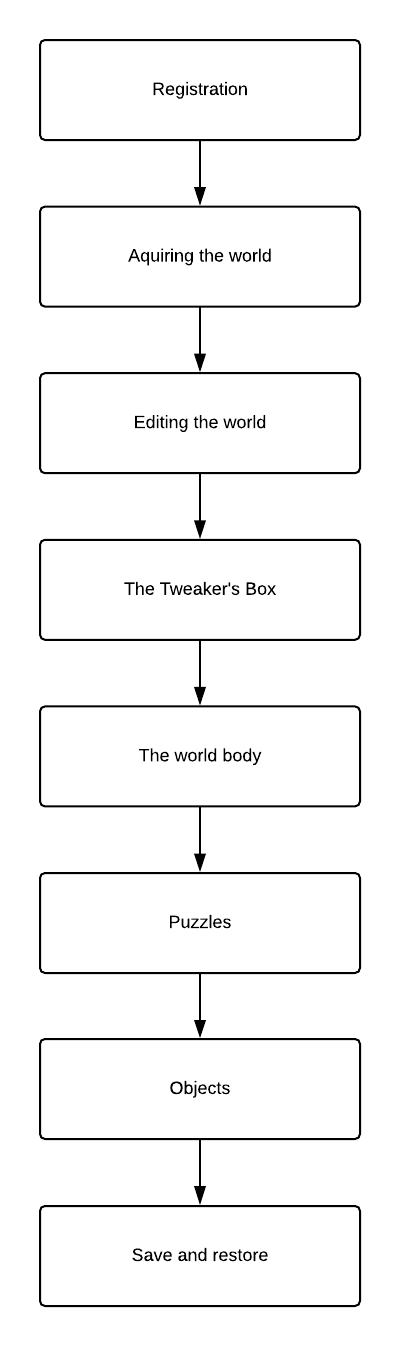 Registration
Aquiring the world
Editing the world
The Tweaker's Box
The world body
Puzzles
Objects
Save and restore